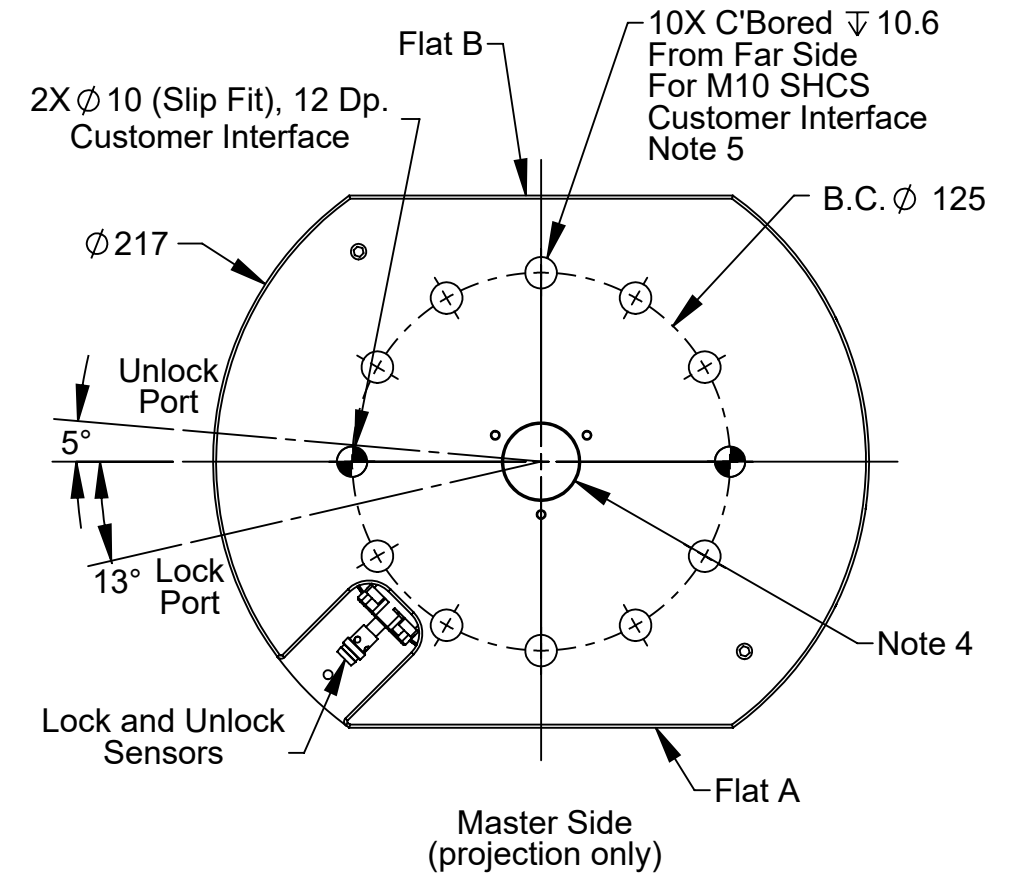 Flat B
10X C'Bored ↧ 10.6
From Far Side
For M10 SHCS
Customer Interface
Note 5
2X ⌀ 10 (Slip Fit), 12 Dp.
Customer Interface
B.C. ⌀ 125
⌀ 217
Unlock
Port
5°
13°
Lock
Port
Note 4
Lock and Unlock
Sensors
Flat A
Master Side
(projection only)